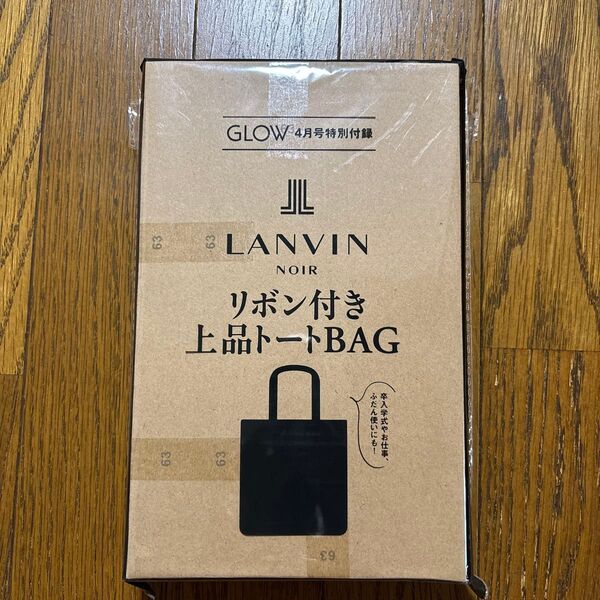 GLOW 4月号特別付録
LANVIN
NOIR
リボン付き
上品トートBAG
卒入学式やお仕事、
ふだん使いにも!
63
63
63
63
63